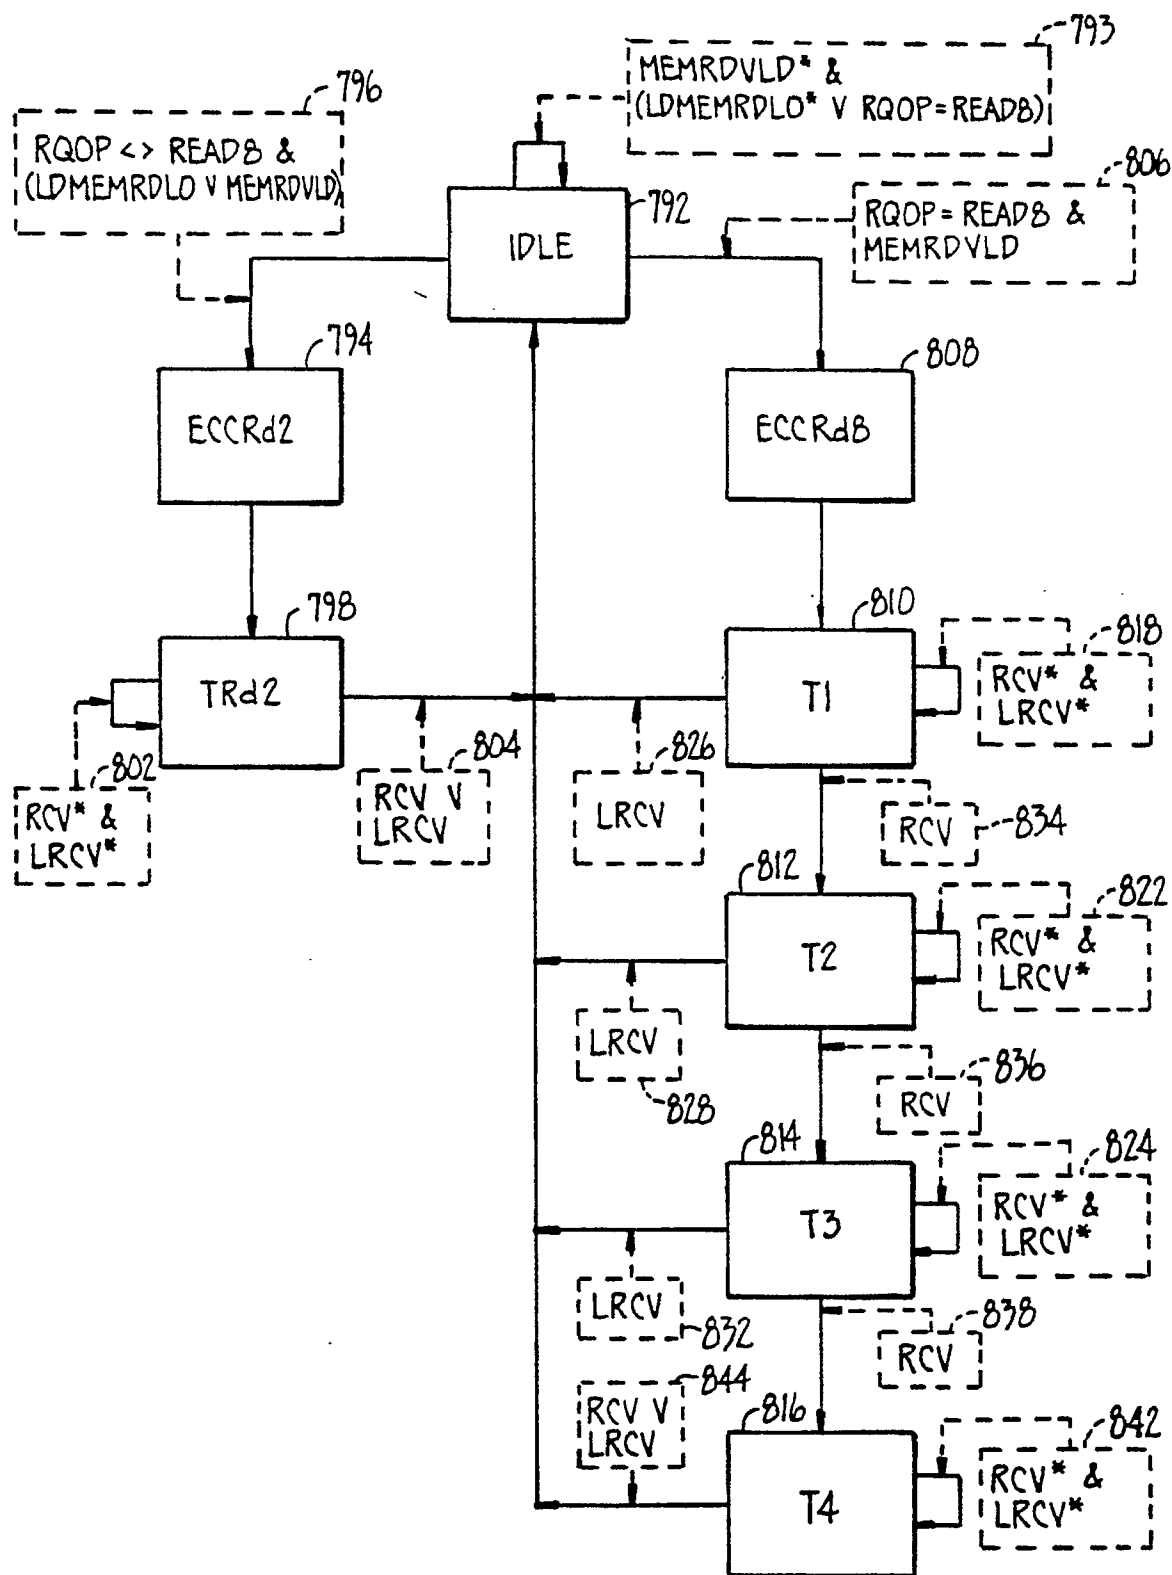 793
MEMRDVLD* &
(LDMEMRDLO* V RQOP=READ8)
796
RQOP <> READ8 &
(LDMEMRDLO V MEMRDVLD)
792
IDLE
806
RQOP=READ8 &
MEMRDVLD
794
ECCRd2
808
ECCRd8
798
TRd2
810
T1
818
RCV* &
LRCV*
802
RCV* &
LRCV*
804
RCV V
LRCV
826
LRCV
RCV
834
812
T2
822
RCV* &
LRCV*
LRCV
828
836
RCV
814
T3
824
RCV* &
LRCV*
LRCV
832
838
RCV
844
RCV V
LRCV
816
T4
842
RCV* &
LRCV*